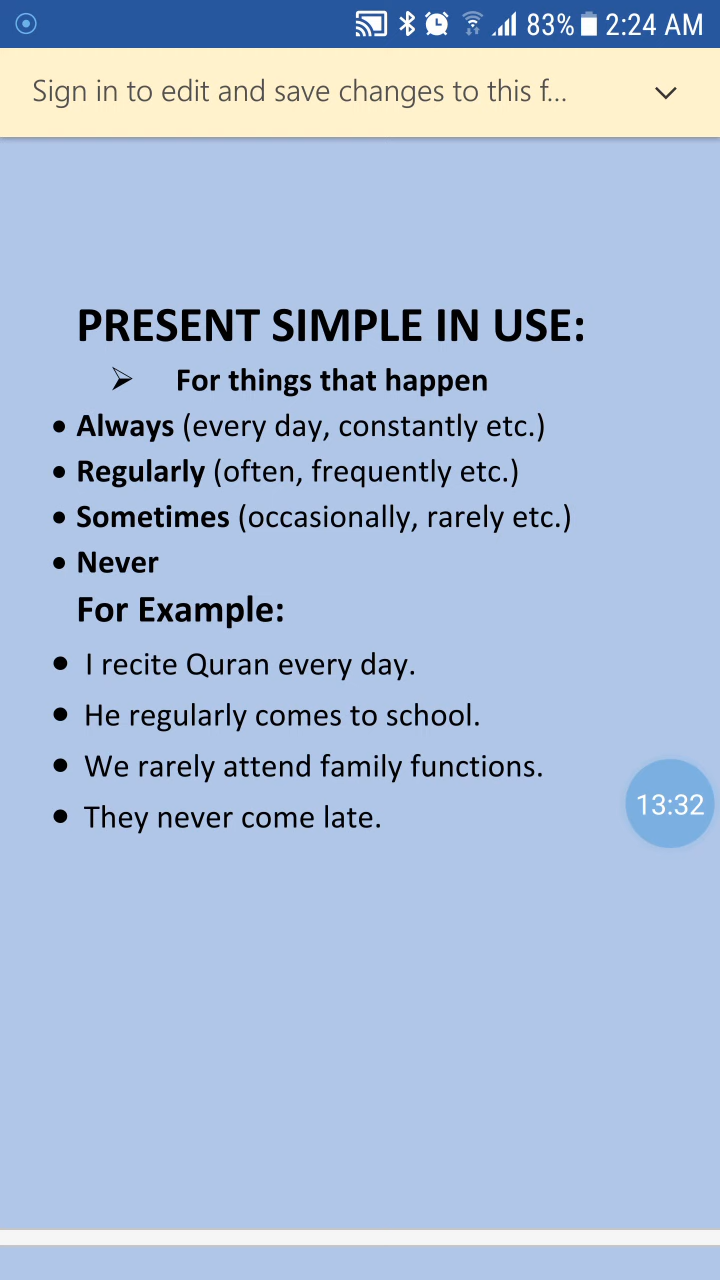 83% 2:24 AM
Sign in to edit and save changes to this f...
PRESENT SIMPLE IN USE:
➢ For things that happen
• Always (every day, constantly etc.)
• Regularly (often, frequently etc.)
• Sometimes (occasionally, rarely etc.)
• Never
For Example:
• I recite Quran every day.
• He regularly comes to school.
• We rarely attend family functions.
• They never come late.
13:32